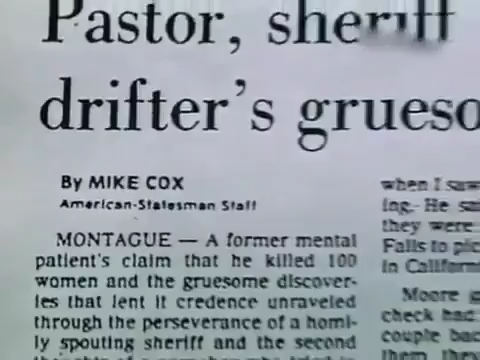 Pastor, sheriff
drifter's grueso
By MIKE COX
American-Statesman Staff
MONTAGUE — A former mental
patient's claim that he killed 100
women and the gruesome discover-
ies that lent it credence unraveled
through the perseverance of a homi-
ly spouting sheriff and the second
when I saw
ing. He sa
they were
Falls to pic
in Californ
Moore g
check had
couple bac
them they